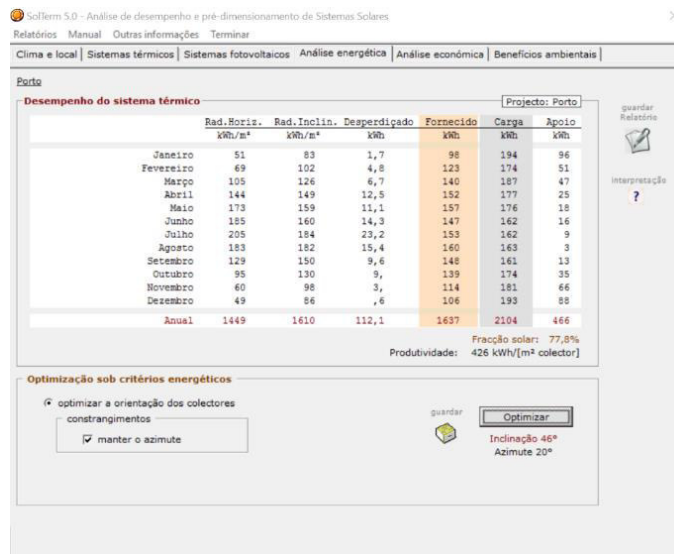 SolTerm 5.0 - Análise de desempenho e pré-dimensionamento de Sistemas Solares
Relatórios Manual Outras informações Terminar
Clima e local Sistemas térmicos Sistemas fotovoltaicos Análise energética Análise económica Benefícios ambientais
Porto
Desempenho do sistema térmico Projecto: Porto
guardar
Relatório
Rad.Horiz. Rad.Inclin. Desperdiçado Fornecido Carga Apoio
kWh/m² kWh/m² kWh kWh kWh kWh
Janeiro 51 83 1,7 98 194 96
Fevereiro 69 102 4,8 123 174 51
Março 105 126 6,7 140 187 47
interpretação
Abril 144 149 12,5 152 177 25
?
Maio 173 159 11,1 157 176 18
Junho 185 160 14,3 147 162 16
Julho 205 184 23,2 153 162 9
Agosto 183 182 15,4 160 163 3
Setembro 129 150 9,6 148 161 13
Outubro 95 130 9, 139 174 35
Novembro 60 98 3, 114 181 66
Dezembro 49 86 ,6 106 193 88
Anual 1449 1610 112,1 1637 2104 466
Fracção solar: 77,8%
Produtividade: 426 kWh/[m² colector]
Optimização sob critérios energéticos
optimizar a orientação dos colectores
constrangimentos
manter o azimute
guardar
Optimizar
Inclinação 46º
Azimute 20º